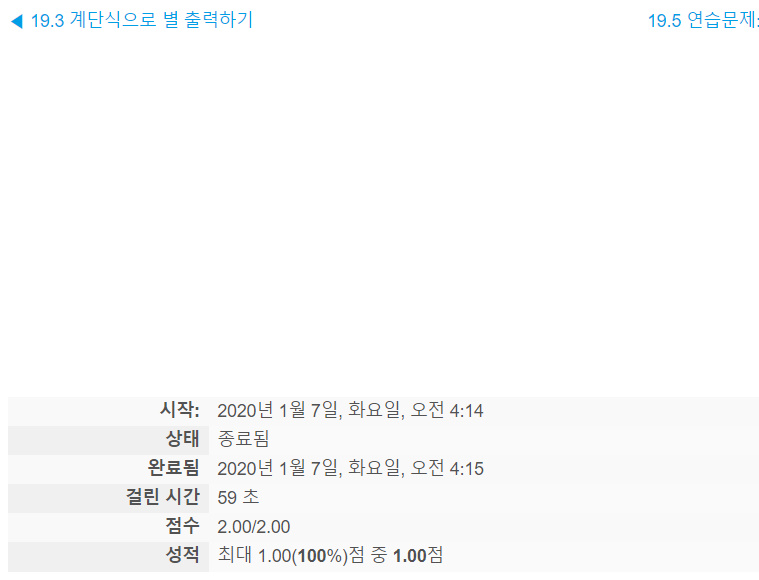 ◀ 19.3 계단식으로 별 출력하기
19.5 연습문제:
시작: 2020년 1월 7일, 화요일, 오전 4:14
상태 종료됨
완료됨 2020년 1월 7일, 화요일, 오전 4:15
걸린 시간 59 초
점수 2.00/2.00
성적 최대 1.00(100%)점 중 1.00점